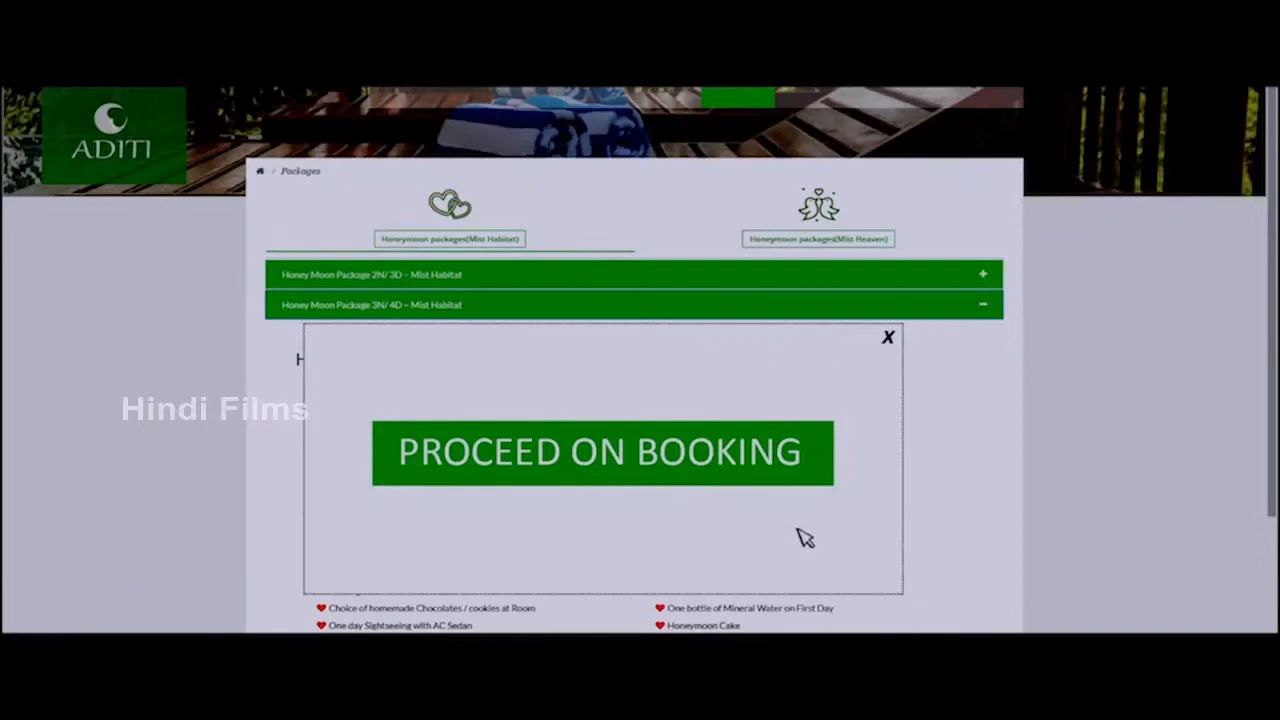 ADITI
/ Packages
Honeymoon packages(Mist Habitat)
Honeymoon packages(Mist Heaven)
Honey Moon Package 2N/ 3D – Mist Habitat +
Honey Moon Package 3N/ 4D – Mist Habitat –
X
H
Hindi Films
PROCEED ON BOOKING
Choice of homemade Chocolates / cookies at Room
One bottle of Mineral Water on First Day
One day Sightseeing with AC Sedan
Honeymoon Cake